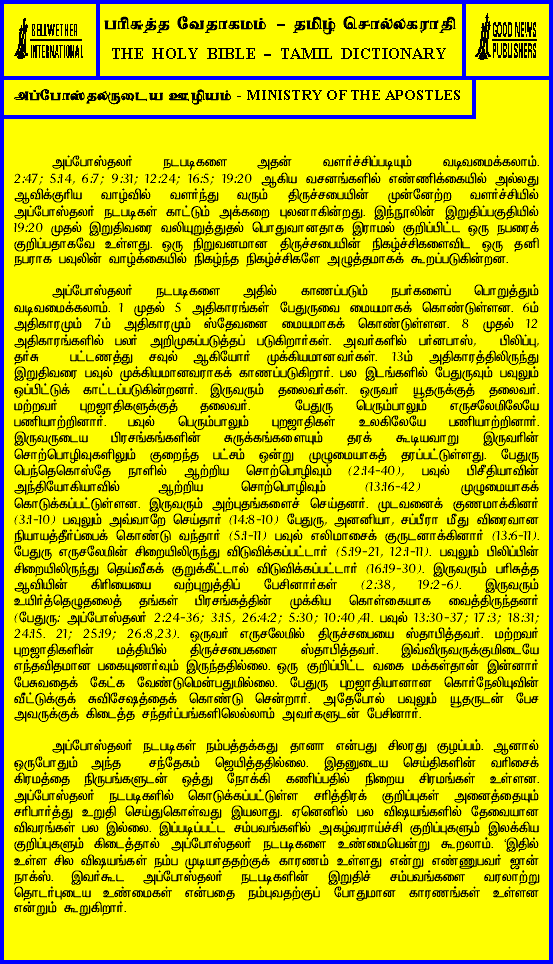 BELLWETHER
INTERNATIONAL
பரிசுத்த வேதாகமம் – தமிழ் சொல்லகராதி
THE HOLY BIBLE – TAMIL DICTIONARY
GOOD NEWS
PUBLISHERS
அப்போஸ்தலருடைய ஊழியம் - MINISTRY OF THE APOSTLES
அப்போஸ்தலர் நடபடிகளை அதன் வளர்ச்சிப்படியும் வடிவமைக்கலாம்.
2:47; 5:14, 6:7; 9:31; 12:24; 16:5; 19:20 ஆகிய வசனங்களில் எண்ணிக்கையில் அல்லது
ஆவிக்குரிய வாழ்வில் வளர்ந்து வரும் திருச்சபையின் முன்னேற்ற வளர்ச்சியில்
அப்போஸ்தலர் நடபடிகள் காட்டும் அக்கறை புலனாகின்றது. இந்நூலின் இறுதிப்பகுதியில்
19:20 முதல் இறுதிவரை வலியுறுத்துதல் பொதுவானதாக இராமல் குறிப்பிட்ட ஒரு நபரைக்
குறிப்பதாகவே உள்ளது. ஒரு நிறுவனமான திருச்சபையின் நிகழ்ச்சிகளைவிட ஒரு தனி
நபராக பவுலின் வாழ்க்கையில் நிகழ்ந்த நிகழ்ச்சிகளே அழுத்தமாகக் கூறப்படுகின்றன.
அப்போஸ்தலர் நடபடிகளை அதில் காணப்படும் நபர்களைப் பொறுத்தும்
வடிவமைக்கலாம். 1 முதல் 5 அதிகாரங்கள் பேதுருவை மையமாகக் கொண்டுள்ளன. 6ம்
அதிகாரமும் 7ம் அதிகாரமும் ஸ்தேவனை மையமாகக் கொண்டுள்ளன. 8 முதல் 12
அதிகாரங்களில் பலர் அறிமுகப்படுத்தப் படுகிறார்கள். அவர்களில் பர்னபாஸ், பிலிப்பு,
தர்சு பட்டணத்து சவுல் ஆகியோர் முக்கியமானவர்கள். 13ம் அதிகாரத்திலிருந்து
இறுதிவரை பவுல் முக்கியமானவராகக் காணப்படுகிறார். பல இடங்களில் பேதுருவும் பவுலும்
ஒப்பிட்டுக் காட்டப்படுகின்றனர். இருவரும் தலைவர்கள். ஒருவர் யூதருக்குத் தலைவர்.
மற்றவர் புறஜாதிகளுக்குத் தலைவர். பேதுரு பெரும்பாலும் எருசலேமிலேயே
பணியாற்றினார். பவுல் பெரும்பாலும் புறஜாதிகள் உலகிலேயே பணியாற்றினார்.
இருவருடைய பிரசங்கங்களின் சுருக்கங்களையும் தரக் கூடியவாறு இருவரின்
சொற்பொழிவுகளிலும் குறைந்த பட்சம் ஒன்று முழுமையாகத் தரப்பட்டுள்ளது. பேதுரு
பெந்தெகொஸ்தே நாளில் ஆற்றிய சொற்பொழிவும் (2:14-40), பவுல் பிசீதியாவின்
அந்தியோகியாவில் ஆற்றிய சொற்பொழிவும் (13:16-42) முழுமையாகக்
கொடுக்கப்பட்டுள்ளன. இருவரும் அற்புதங்களைச் செய்தனர். முடவனைக் குணமாக்கினர்
(3:1-10) பவுலும் அவ்வாறே செய்தார் (14:8-10) பேதுரு, அனனியா, சப்பீரா மீது விரைவான
நியாயத்தீர்ப்பைக் கொண்டு வந்தார் (5:1-11) பவுல் எலிமாசைக் குருடனாக்கினார் (13:6-11).
பேதுரு எருசலேமின் சிறையிலிருந்து விடுவிக்கப்பட்டார் (5:19-21, 12:1-11). பவுலும் பிலிப்பின்
சிறையிலிருந்து தெய்வீகக் குறுக்கீட்டால் விடுவிக்கப்பட்டார் (16:19-30). இருவரும் பரிசுத்த
ஆவியின் கிரியையை வற்புறுத்திப் பேசினார்கள் (2:38, 19:2-6). இருவரும்
உயிர்த்தெழுதலைத் தங்கள் பிரசங்கத்தின் முக்கிய கொள்கையாக வைத்திருந்தனர்
(பேதுரு: அப்போஸ்தலர் 2:24-36; 3:15, 26:4:2; 5:30; 10:40,41. பவுல் 13:30-37; 17:3; 18:31;
24:15. 21; 25:19; 26:8,23). ஒருவர் எருசலேமில் திருச்சபையை ஸ்தாபித்தவர். மற்றவர்
புறஜாதிகளின் மத்தியில் திருச்சபைகளை ஸ்தாபித்தவர். இவ்விருவருக்குமிடையே
எந்தவிதமான பகையுணர்வும் இருந்ததில்லை. ஒரு குறிப்பிட்ட வகை மக்கள்தான் இன்னார்
பேசுவதைக் கேட்க வேண்டுமென்பதுமில்லை. பேதுரு புறஜாதியானான கொர்நேலியுவின்
வீட்டுக்குக் சுவிசேஷத்தைக் கொண்டு சென்றார். அதேபோல் பவுலும் யூதருடன் பேச
அவருக்குக் கிடைத்த சந்தர்ப்பங்களிலெல்லாம் அவர்களுடன் பேசினார்.
அப்போஸ்தலர் நடபடிகள் நம்பத்தக்கது தானா என்பது சிலரது குழப்பம். ஆனால்
ஒருபோதும் அந்த சந்தேகம் ஜெயித்ததில்லை. இதனுடைய செய்திகளின் வரிசைக்
கிரமத்தை நிருபங்களுடன் ஒத்து நோக்கி கணிப்பதில் நிறைய சிரமங்கள் உள்ளன.
அப்போஸ்தலர் நடபடிகளில் கொடுக்கப்பட்டுள்ள சரித்திரக் குறிப்புகள் அனைத்தையும்
சரிபார்த்து உறுதி செய்துகொள்வது இயலாது. ஏனெனில் பல விஷயங்களில் தேவையான
விவரங்கள் பல இல்லை. இப்படிப்பட்ட சம்பவங்களில் அகழ்வராய்ச்சி குறிப்புகளும் இலக்கிய
குறிப்புகளும் கிடைத்தால் அப்போஸ்தலர் நடபடிகளை உண்மையென்று கூறலாம். 'இதில்
உள்ள சில விஷயங்கள் நம்ப முடியாததற்குக் காரணம் உள்ளது என்று எண்ணுபவர் ஜான்
நாக்ஸ். இவர்கூட அப்போஸ்தலர் நடபடிகளின் இறுதிச் சம்பவங்களை வரலாற்று
தொடர்புடைய உண்மைகள் என்பதை நம்புவதற்குப் போதுமான காரணங்கள் உள்ளன
என்றும் கூறுகிறார்.